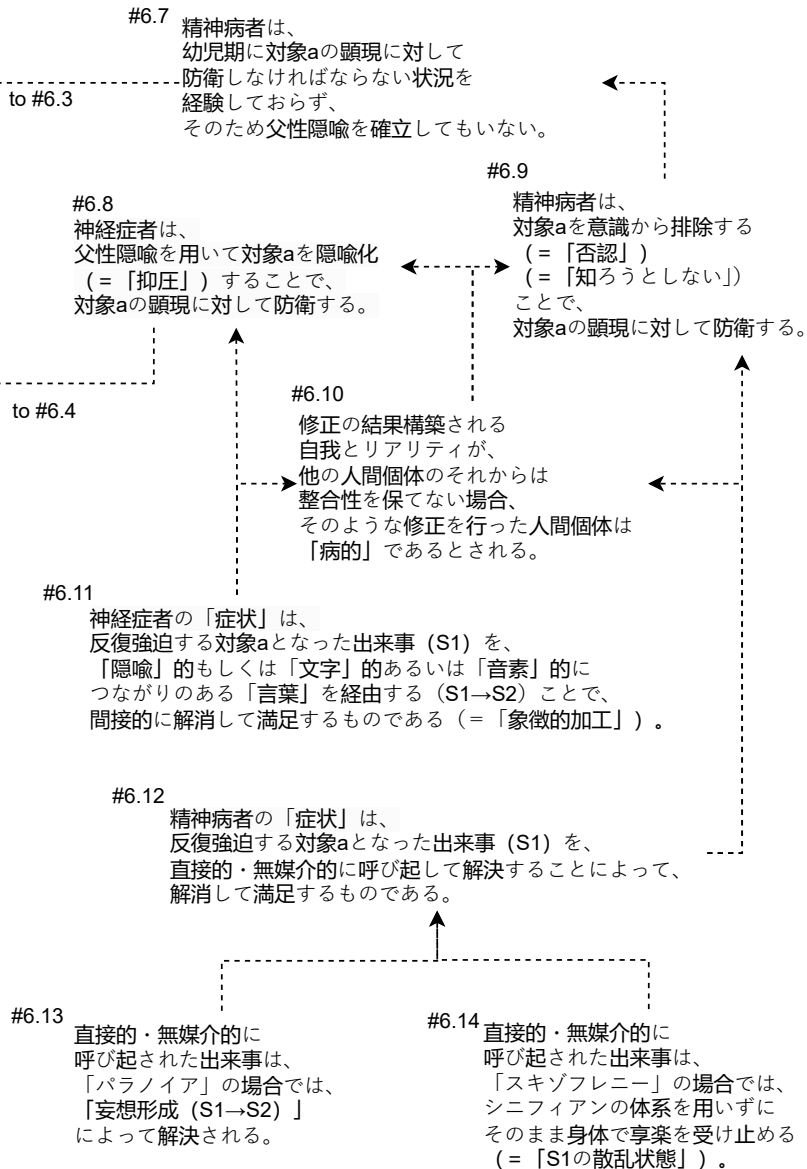 #6.7
精神病者は、
幼児期に対象aの顕現に対して
防衛しなければならない状況を
経験しておらず、
そのため父性隠喩を確立してもいない。
to #6.3
#6.8
神経症者は、
父性隠喩を用いて対象aを隠喩化
（=「抑圧」）することで、
対象aの顕現に対して防衛する。
to #6.4
#6.9
精神病者は、
対象aを意識から排除する
（=「否認」）
（=「知ろうとしない」）
ことで、
対象aの顕現に対して防衛する。
#6.10
修正の結果構築される
自我とリアリティが、
他の人間個体のそれからは
整合性を保てない場合、
そのような修正を行った人間個体は
「病的」であるとされる。
#6.11
神経症者の「症状」は、
反復強迫する対象aとなった出来事（S1）を、
「隠喩」的もしくは「文字」的あるいは「音素」的に
つながりのある「言葉」を経由する（S1→S2）ことで、
間接的に解消して満足するものである（=「象徴的加工」）。
#6.12
精神病者の「症状」は、
反復強迫する対象aとなった出来事（S1）を、
直接的・無媒介的に呼び起して解決することによって、
解消して満足するものである。
#6.13
直接的・無媒介的に
呼び起された出来事は、
「パラノイア」の場合では、
「妄想形成（S1→S2）」
によって解決される。
#6.14
直接的・無媒介的に
呼び起された出来事は、
「スキゾフレニー」の場合では、
シニフィアンの体系を用いずに
そのまま身体で享楽を受け止める
（=「S1の散乱状態」）。